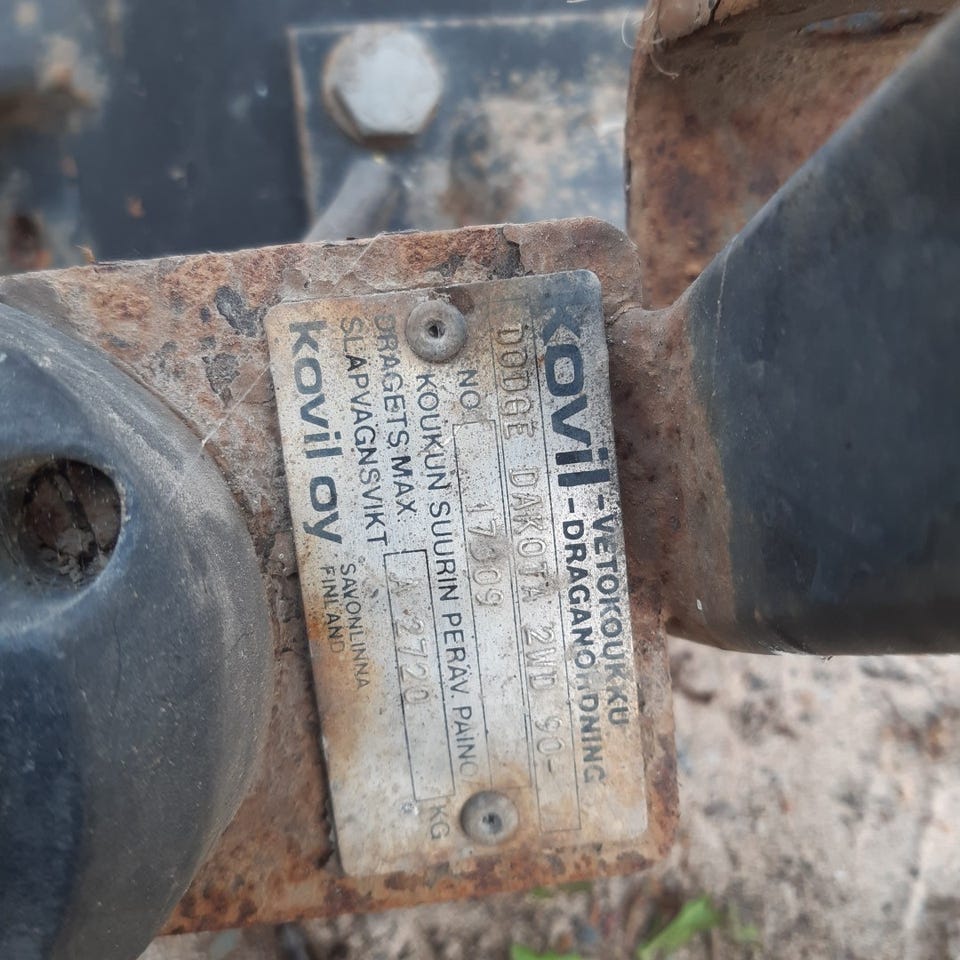 kovil - VETOKOUKKU
- DRAGANORDNING
DODGE DAKOTA 2WD 90-
NO 17309
KOUKUN SUURIN PERÄV PAINO
DRAGETS MAX.
SLÄPVAGNSVIKT A 2720 KG
kovil oy SAVONLINNA
FINLAND